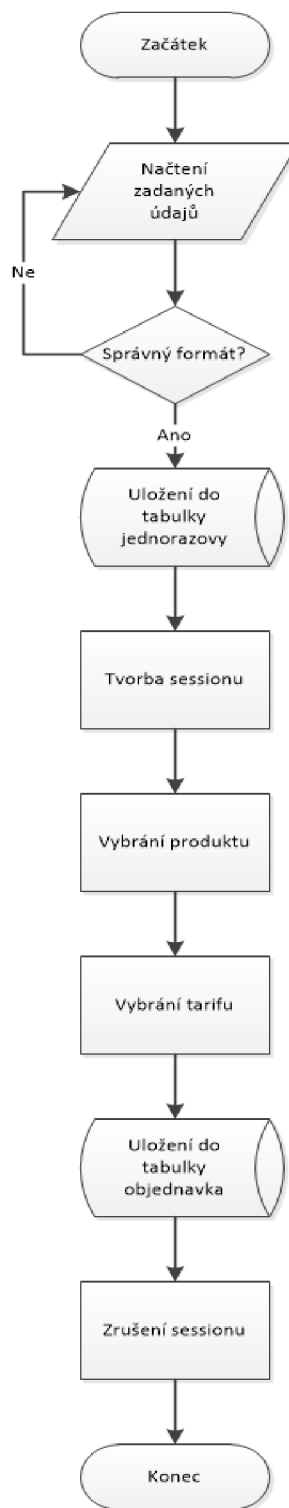 Začátek
Načtení
zadaných
údajů
Ne
Správný formát?
Ano
Uložení do
tabulky
jednorazovy
Tvorba sessionu
Vybrání produktu
Vybrání tarifu
Uložení do
tabulky
objednavka
Zrušení sessionu
Konec